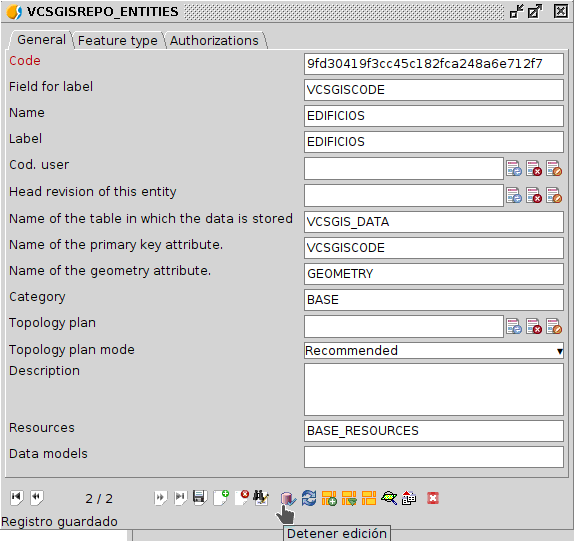 VCSGISREPO_ENTITIES
General Feature type Authorizations
Code 9fd30419f3cc45c182fca248a6e712f7
Field for label VCSGISCODE
Name EDIFICIOS
Label EDIFICIOS
Cod. user
Head revision of this entity
Name of the table in which the data is stored VCSGIS_DATA
Name of the primary key attribute. VCSGISCODE
Name of the geometry attribute. GEOMETRY
Category BASE
Topology plan
Topology plan mode Recommended
Description
Resources BASE_RESOURCES
Data models
2 / 2
Registro guardado
Detener edición